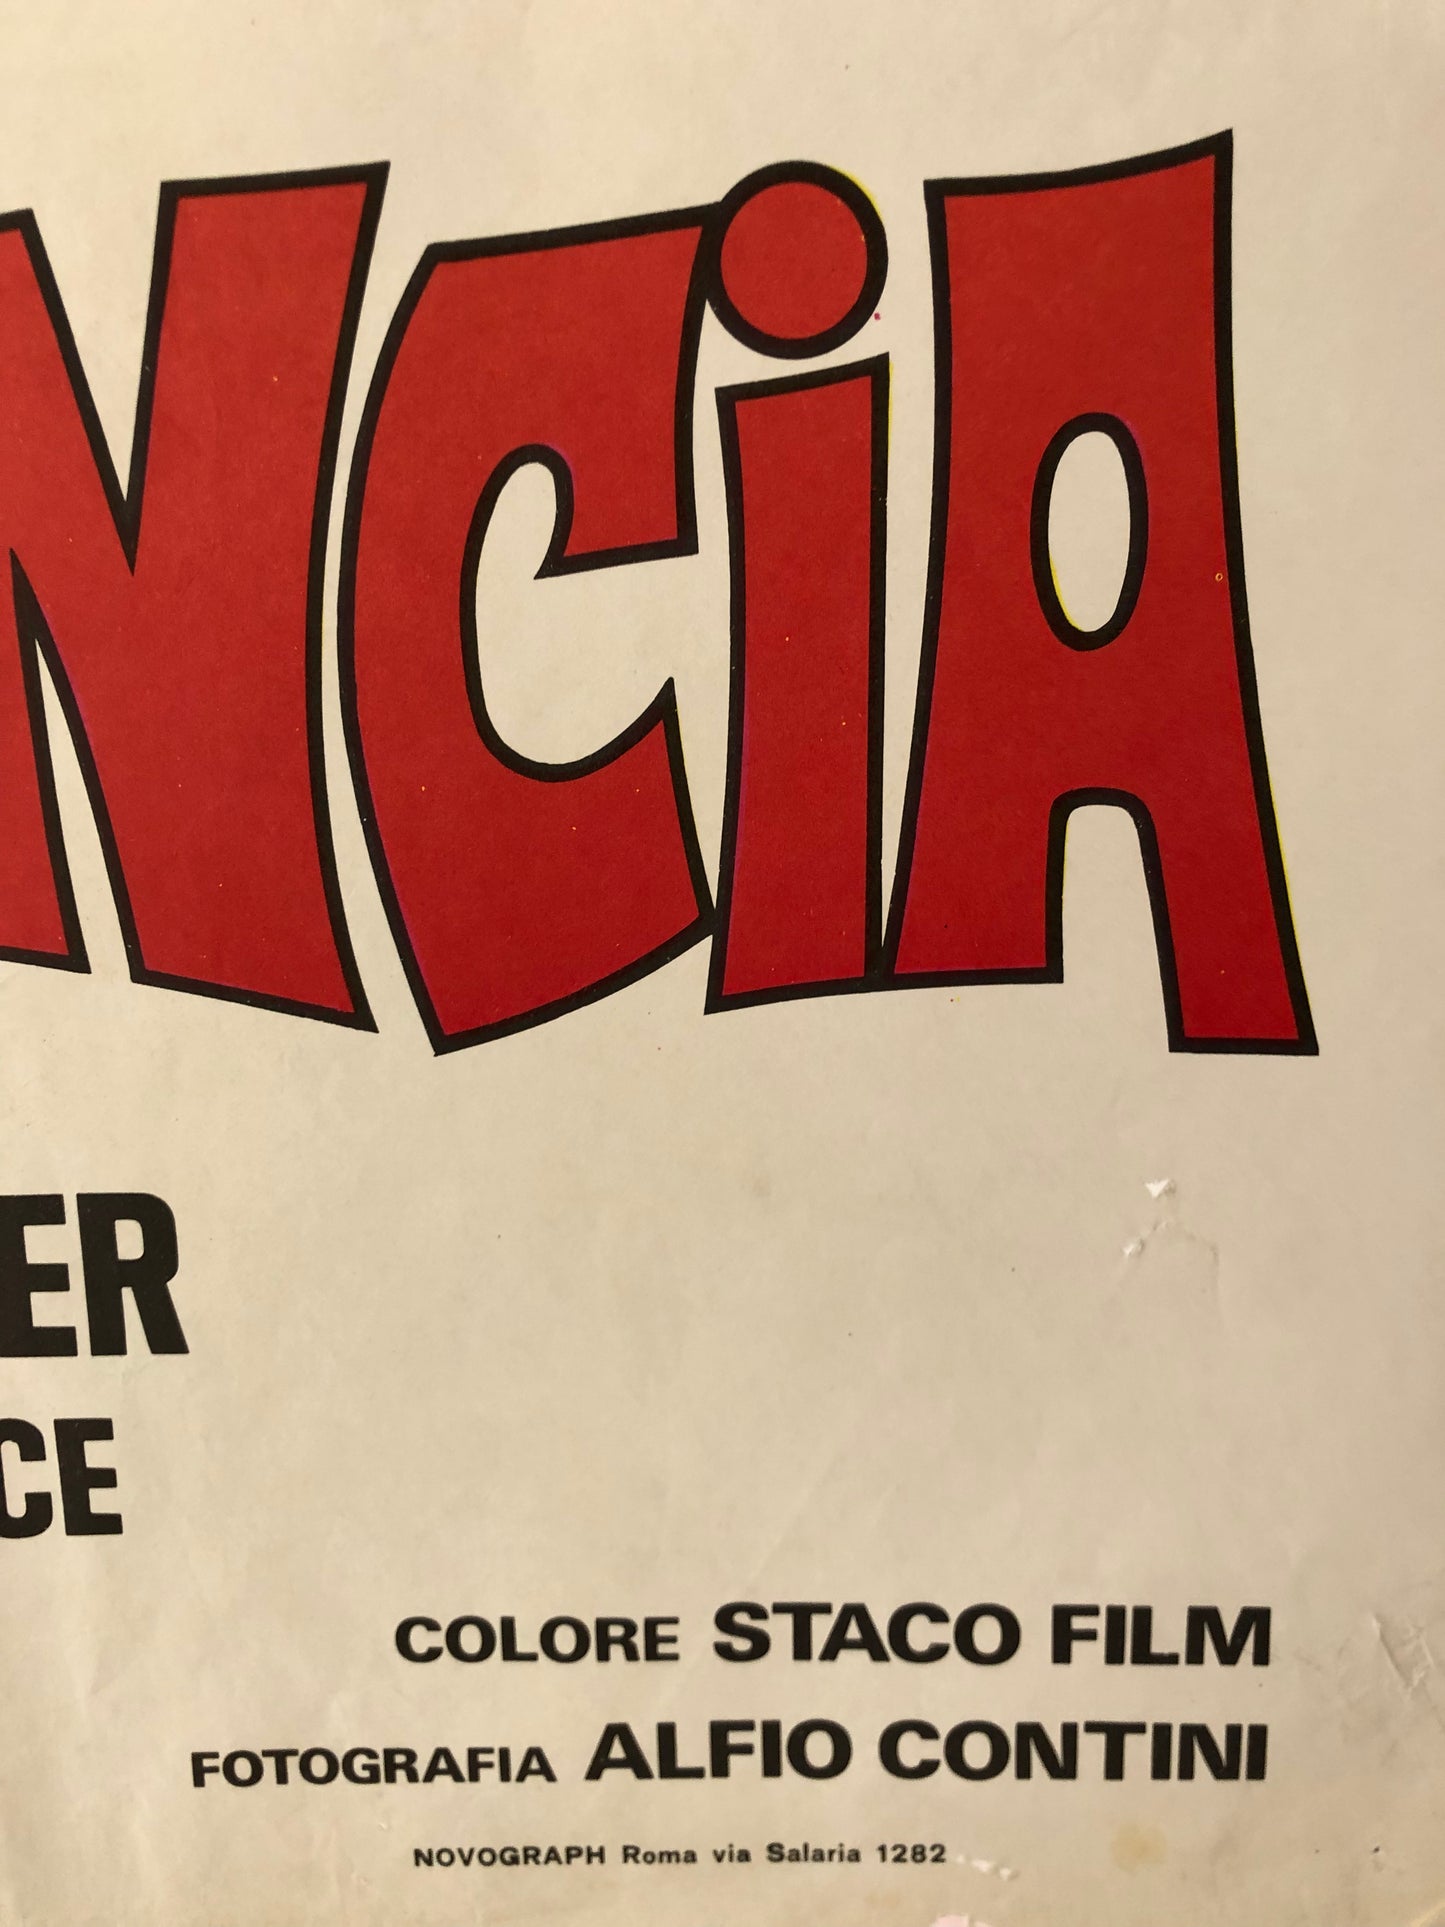 NCiA
ER
CE
COLORE STACO FILM
FOTOGRAFIA ALFIO CONTINI
NOVOGRAPH Roma via Salaria 1282